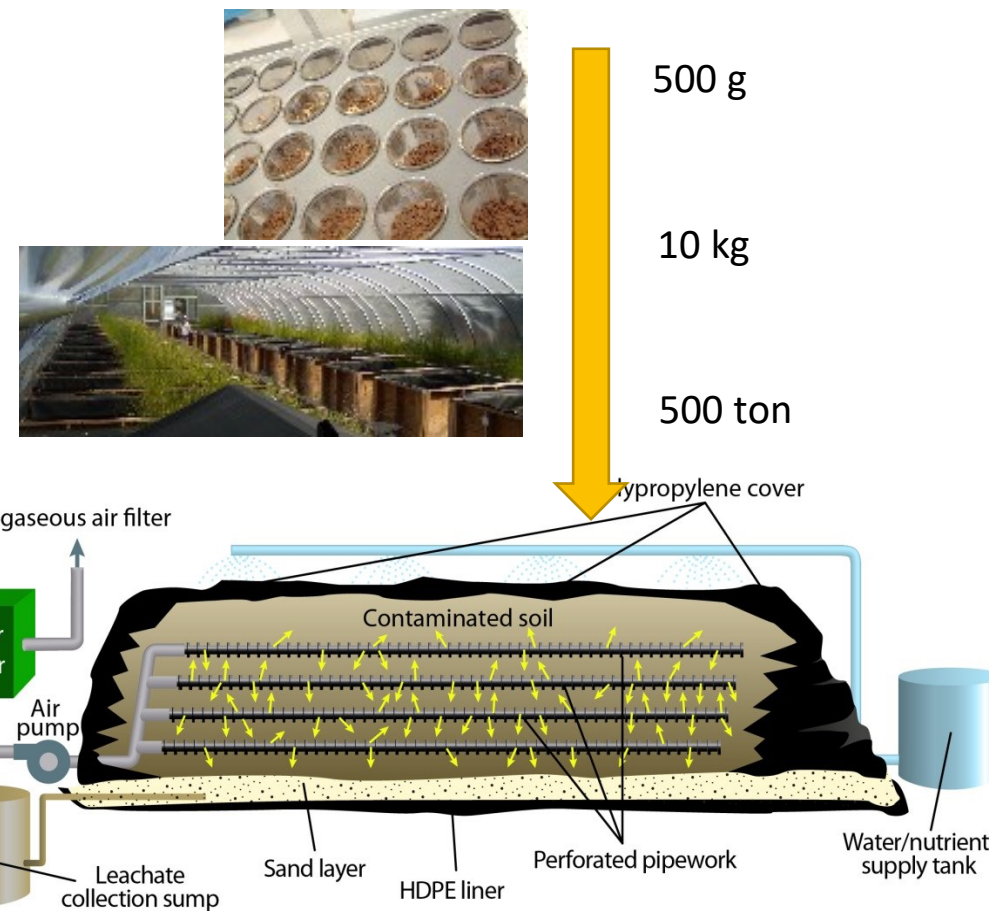 500 g
10 kg
500 ton
lypropylene cover
gaseous air filter
Contaminated soil
r
r
Air
pump
Water/nutrient
supply tank
Perforated pipework
Sand layer
HDPE liner
Leachate
collection sump